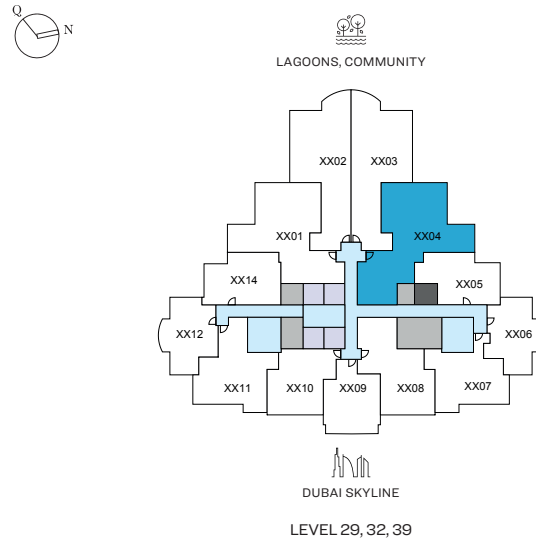 Q
N
LAGOONS, COMMUNITY
XX02
XX03
XX01
XX04
XX14
XX05
XX12
XX06
XX11
XX10
XX09
XX08
XX07
DUBAI SKYLINE
LEVEL 29, 32, 39